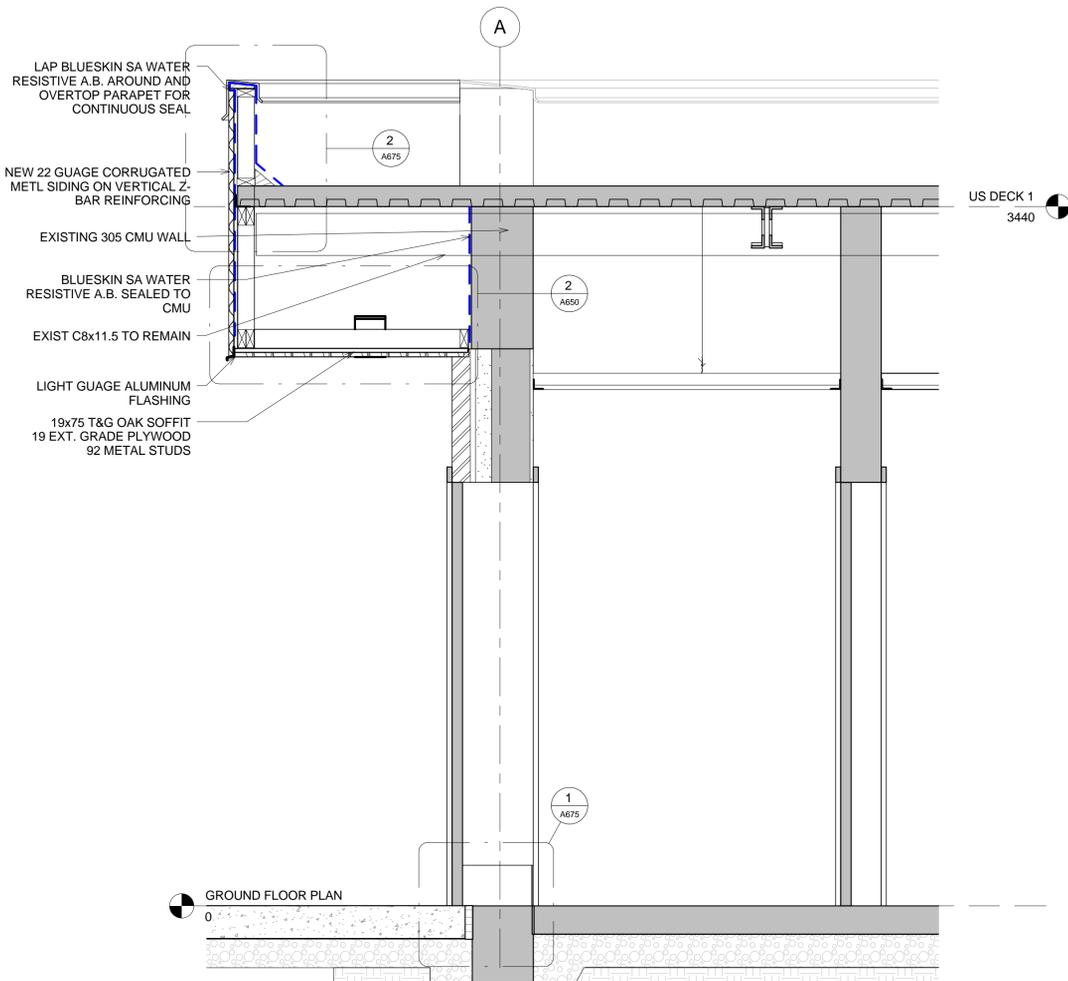 A
LAP BLUESKIN SA WATER
RESISTIVE A.B. AROUND AND
OVERTOP PARAPET FOR
CONTINUOUS SEAL
2
A675
NEW 22 GUAGE CORRUGATED
METL SIDING ON VERTICAL Z-
BAR REINFORCING
US DECK 1
3440
EXISTING 305 CMU WALL
BLUESKIN SA WATER
RESISTIVE A.B. SEALED TO
CMU
2
A650
EXIST C8x11.5 TO REMAIN
LIGHT GUAGE ALUMINUM
FLASHING
19x75 T&G OAK SOFFIT
19 EXT. GRADE PLYWOOD
92 METAL STUDS
1
A675
GROUND FLOOR PLAN
0